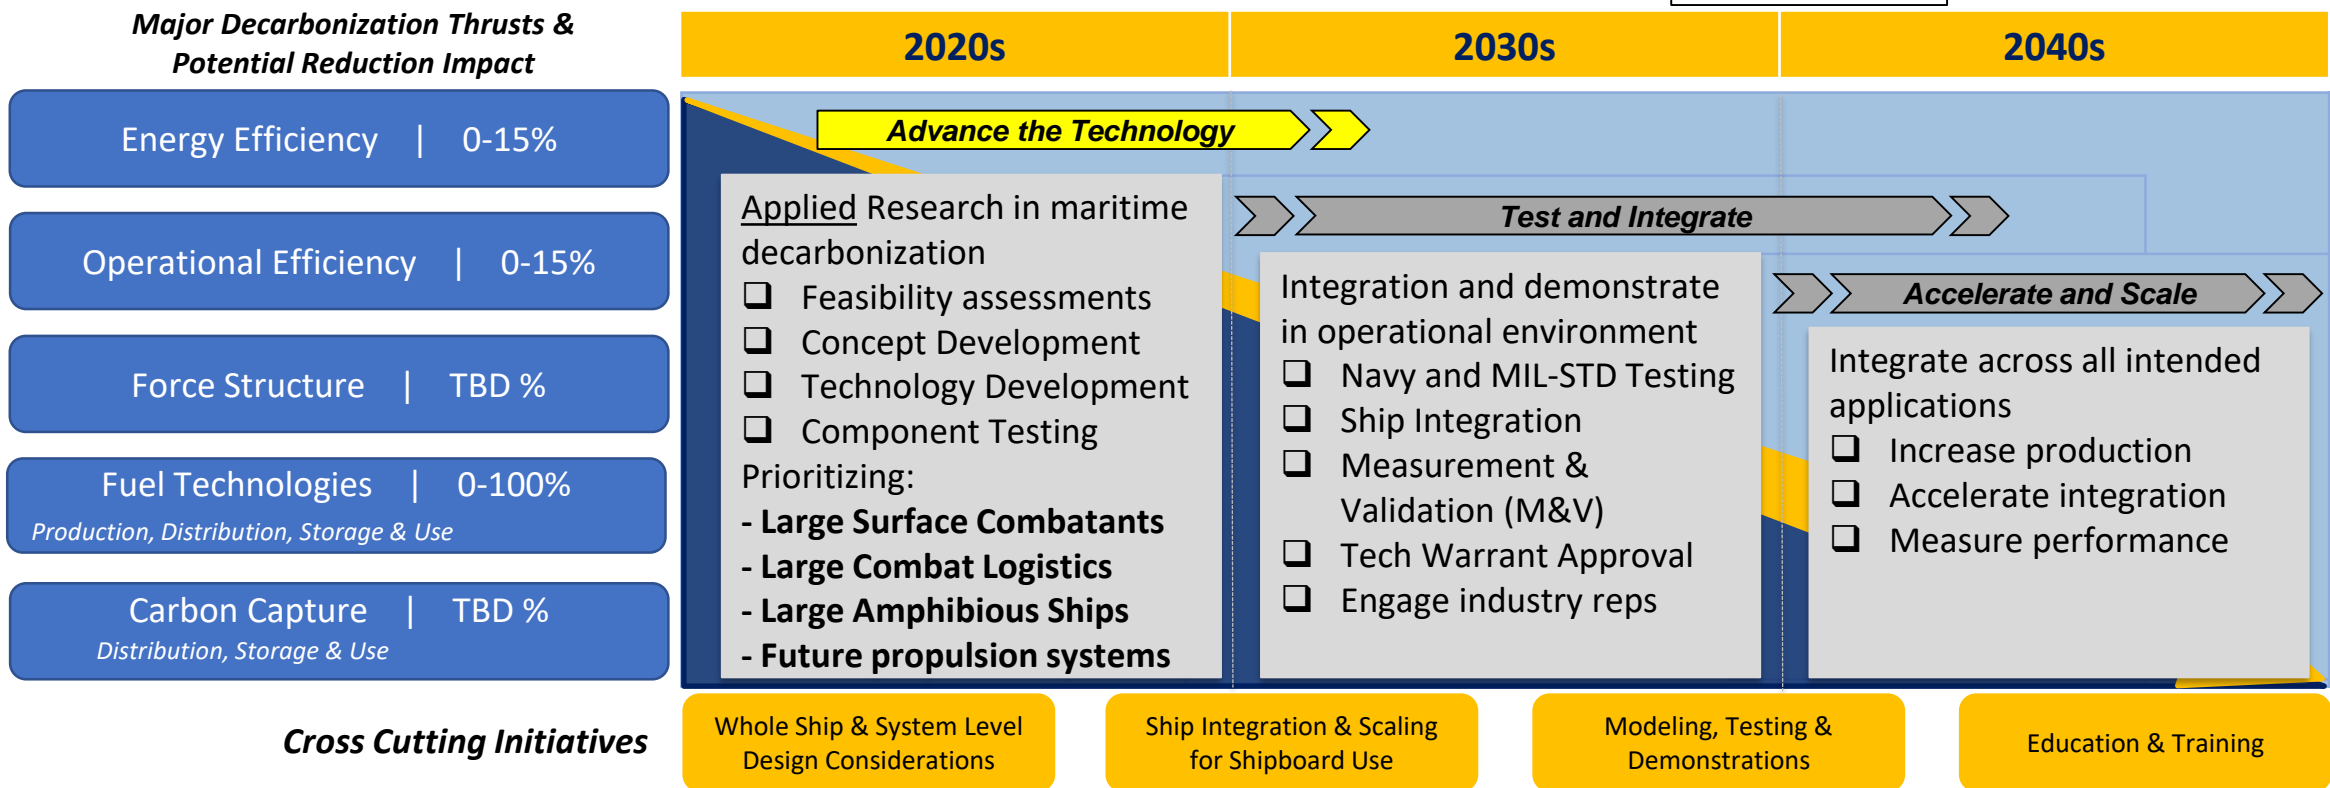 Major Decarbonization Thrusts &
Potential Reduction Impact
2020s
2030s
2040s
Energy Efficiency | 0-15%
Operational Efficiency | 0-15%
Force Structure | TBD %
Fuel Technologies | 0-100%
Production, Distribution, Storage & Use
Carbon Capture | TBD %
Distribution, Storage & Use
Advance the Technology
Applied Research in maritime
decarbonization
❑ Feasibility assessments
❑ Concept Development
❑ Technology Development
❑ Component Testing
Prioritizing:
- Large Surface Combatants
- Large Combat Logistics
- Large Amphibious Ships
- Future propulsion systems
Test and Integrate
Integration and demonstrate
in operational environment
❑ Navy and MIL-STD Testing
❑ Ship Integration
❑ Measurement &
Validation (M&V)
❑ Tech Warrant Approval
❑ Engage industry reps
Accelerate and Scale
Integrate across all intended
applications
❑ Increase production
❑ Accelerate integration
❑ Measure performance
Cross Cutting Initiatives
Whole Ship & System Level
Design Considerations
Ship Integration & Scaling
for Shipboard Use
Modeling, Testing &
Demonstrations
Education & Training